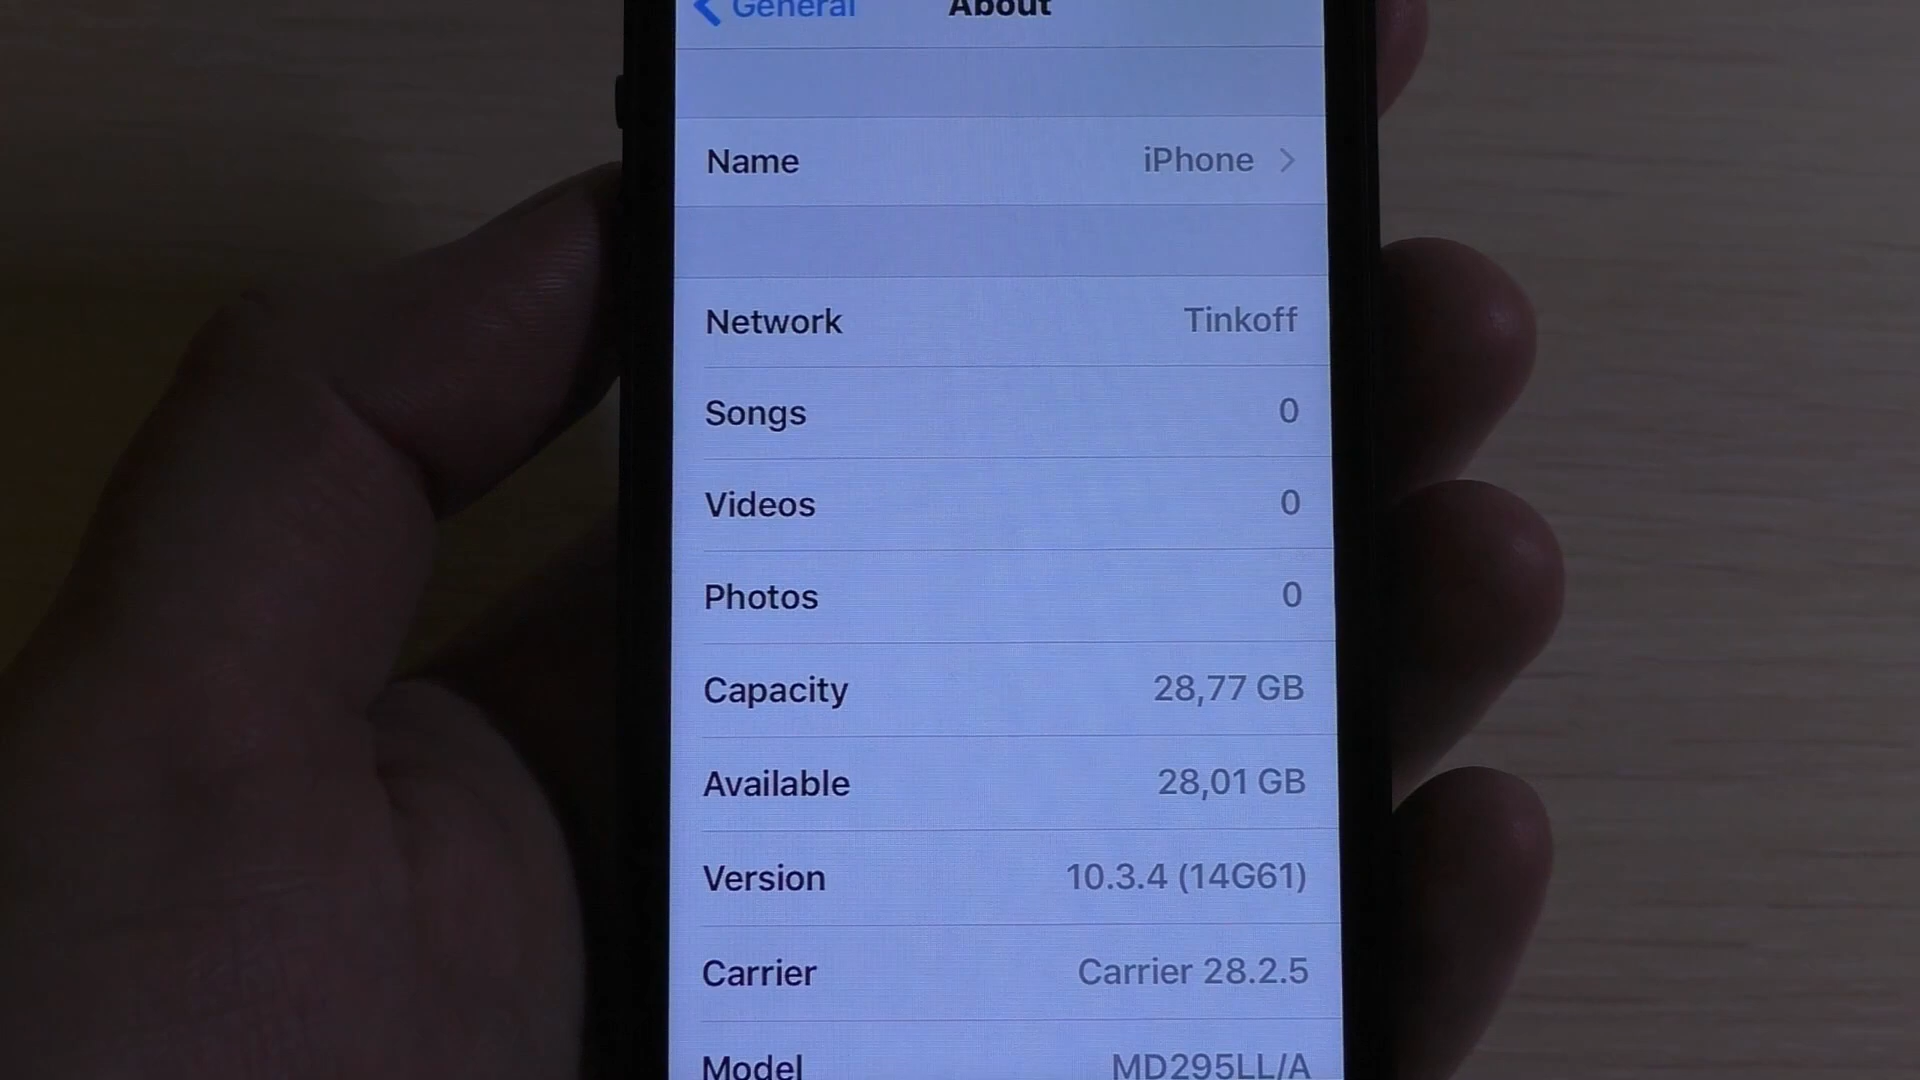 General About
Name iPhone
Network Tinkoff
Songs 0
Videos 0
Photos 0
Capacity 28,77 GB
Available 28,01 GB
Version 10.3.4 (14G61)
Carrier Carrier 28.2.5
Model MD295LL/A